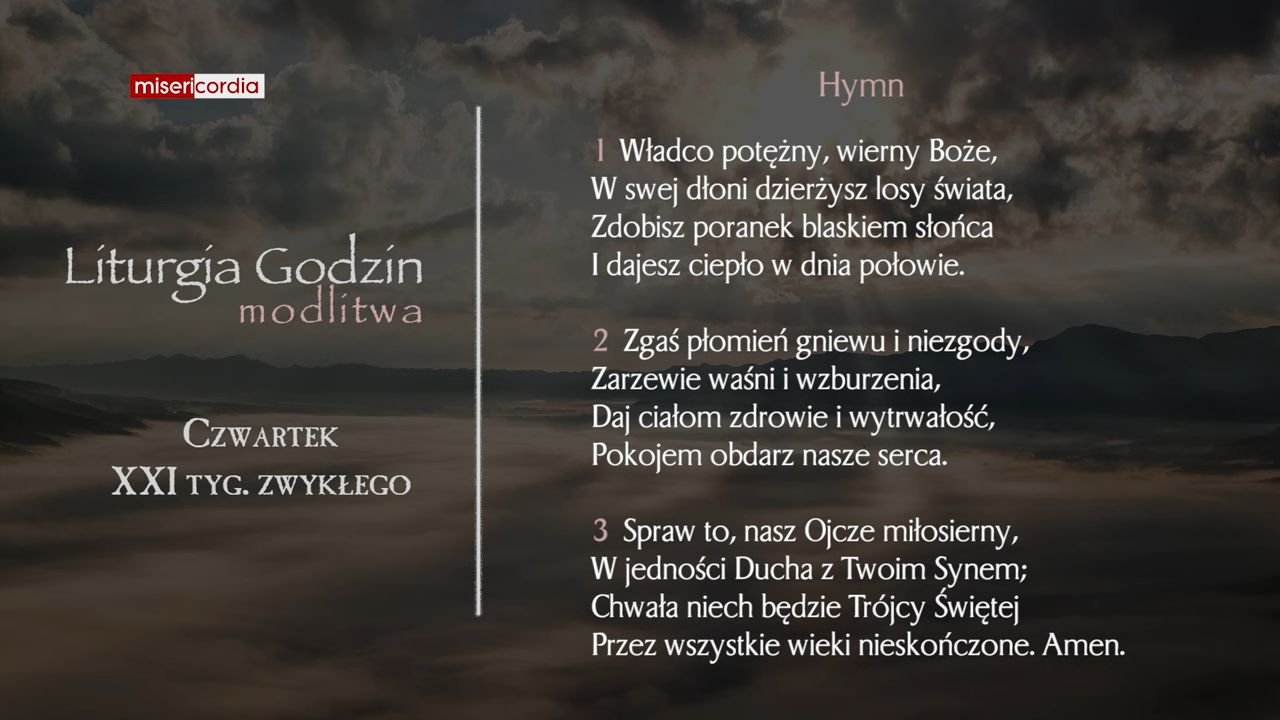 misericordia
Liturgia Godzin
modlitwa
Czwartek
XXI tyg. zwykłego
Hymn
1 Władco potężny, wierny Boże,
W swej dłoni dzierżysz losy świata,
Zdobisz poranek blaskiem słońca
I dajesz ciepło w dnia połowie.
2 Zgaś płomień gniewu i niezgody,
Zarzewie waśni i wzburzenia,
Daj ciałom zdrowie i wytrwałość,
Pokojem obdarz nasze serca.
3 Spraw to, nasz Ojcze miłosierny,
W jedności Ducha z Twoim Synem;
Chwała niech będzie Trójcy Świętej
Przez wszystkie wieki nieskończone. Amen.